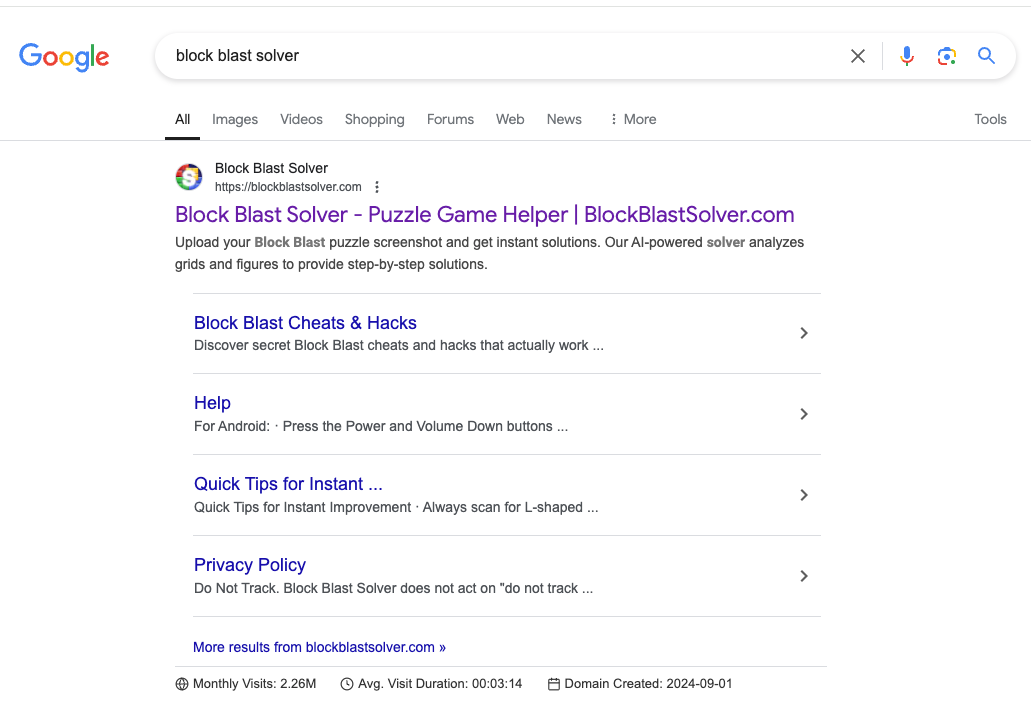 Google
block blast solver
All Images Videos Shopping Forums Web News More Tools
Block Blast Solver
https://blockblastsolver.com
Block Blast Solver - Puzzle Game Helper | BlockBlastSolver.com
Upload your Block Blast puzzle screenshot and get instant solutions. Our AI-powered solver analyzes
grids and figures to provide step-by-step solutions.
Block Blast Cheats & Hacks
Discover secret Block Blast cheats and hacks that actually work ...
Help
For Android: · Press the Power and Volume Down buttons ...
Quick Tips for Instant ...
Quick Tips for Instant Improvement · Always scan for L-shaped ...
Privacy Policy
Do Not Track. Block Blast Solver does not act on "do not track ...
More results from blockblastsolver.com »
Monthly Visits: 2.26M Avg. Visit Duration: 00:03:14 Domain Created: 2024-09-01